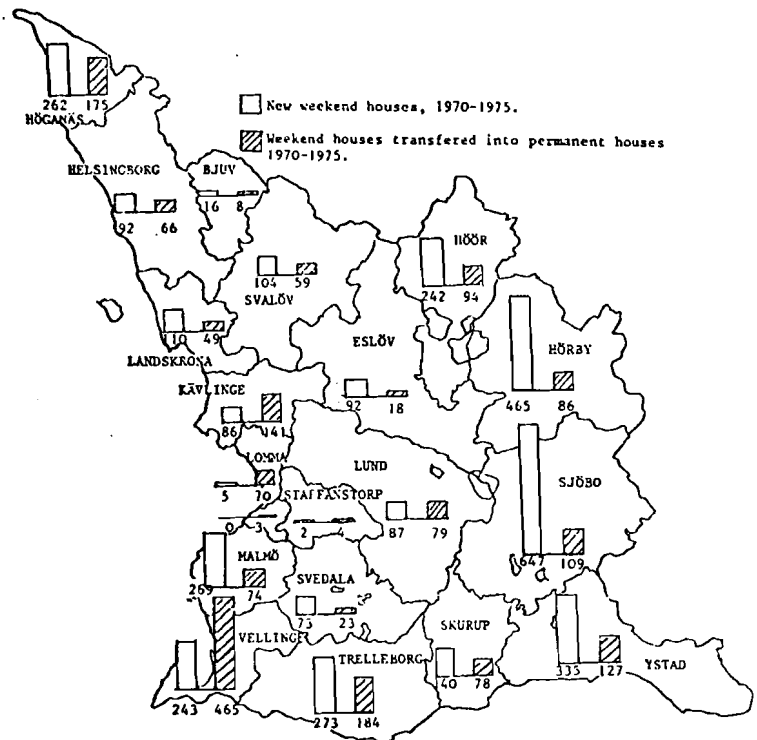 New weekend houses, 1970-1975.
Weekend houses transfered into permanent houses
1970-1975.
262 175
HÖGANÄS
HELSINGBORG
92 66
BJUV
16 8
104 59
SVALÖV
HÖÖR
242 94
110 49
LANDSKRONA
ESLÖV
92 18
HÖRBY
465 86
KÄVLINGE
86 141
LOMMA
5 70
LUND
87 79
STAFFANSTORP
2 4
0 3
SJÖBO
647 109
MALMÖ
269 74
SVEDALA
73 23
VELLINGE
243 465
TRELLEBORG
273 184
SKURUP
40 78
335 127
YSTAD